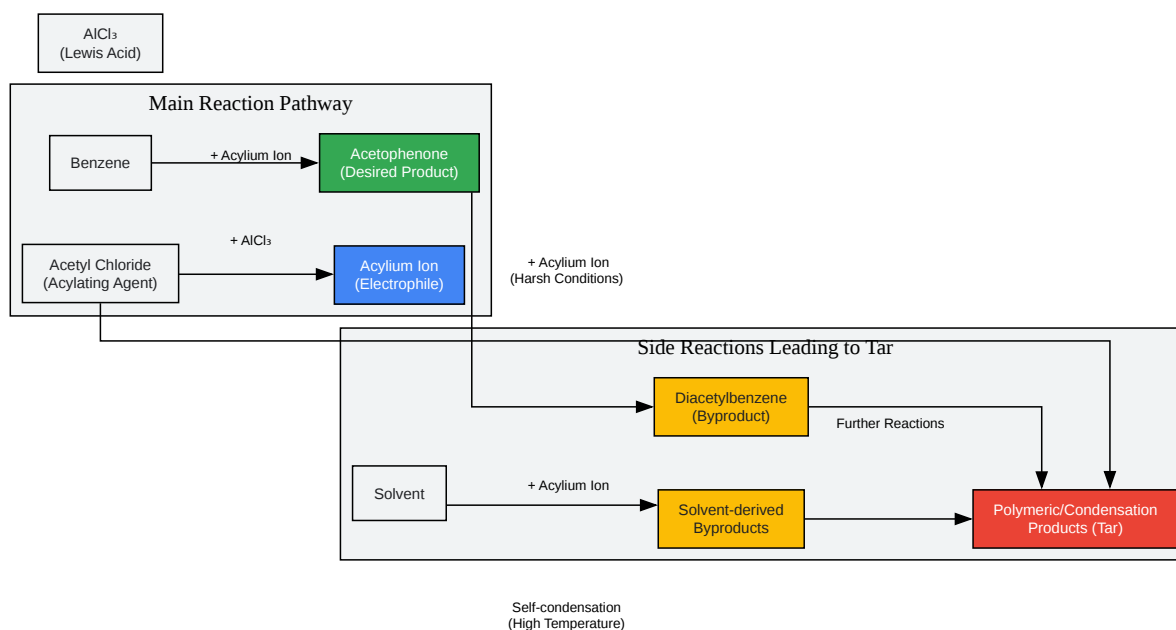 AlCl₃
(Lewis Acid)
Main Reaction Pathway
Benzene
+ Acylium Ion
Acetophenone
(Desired Product)
Acetyl Chloride
(Acylating Agent)
+ AlCl₃
Acylium Ion
(Electrophile)
+ Acylium Ion
(Harsh Conditions)
Side Reactions Leading to Tar
Diacetylbenzene
(Byproduct)
Further Reactions
Solvent
+ Acylium Ion
Solvent-derived
Byproducts
Polymeric/Condensation
Products (Tar)
Self-condensation
(High Temperature)